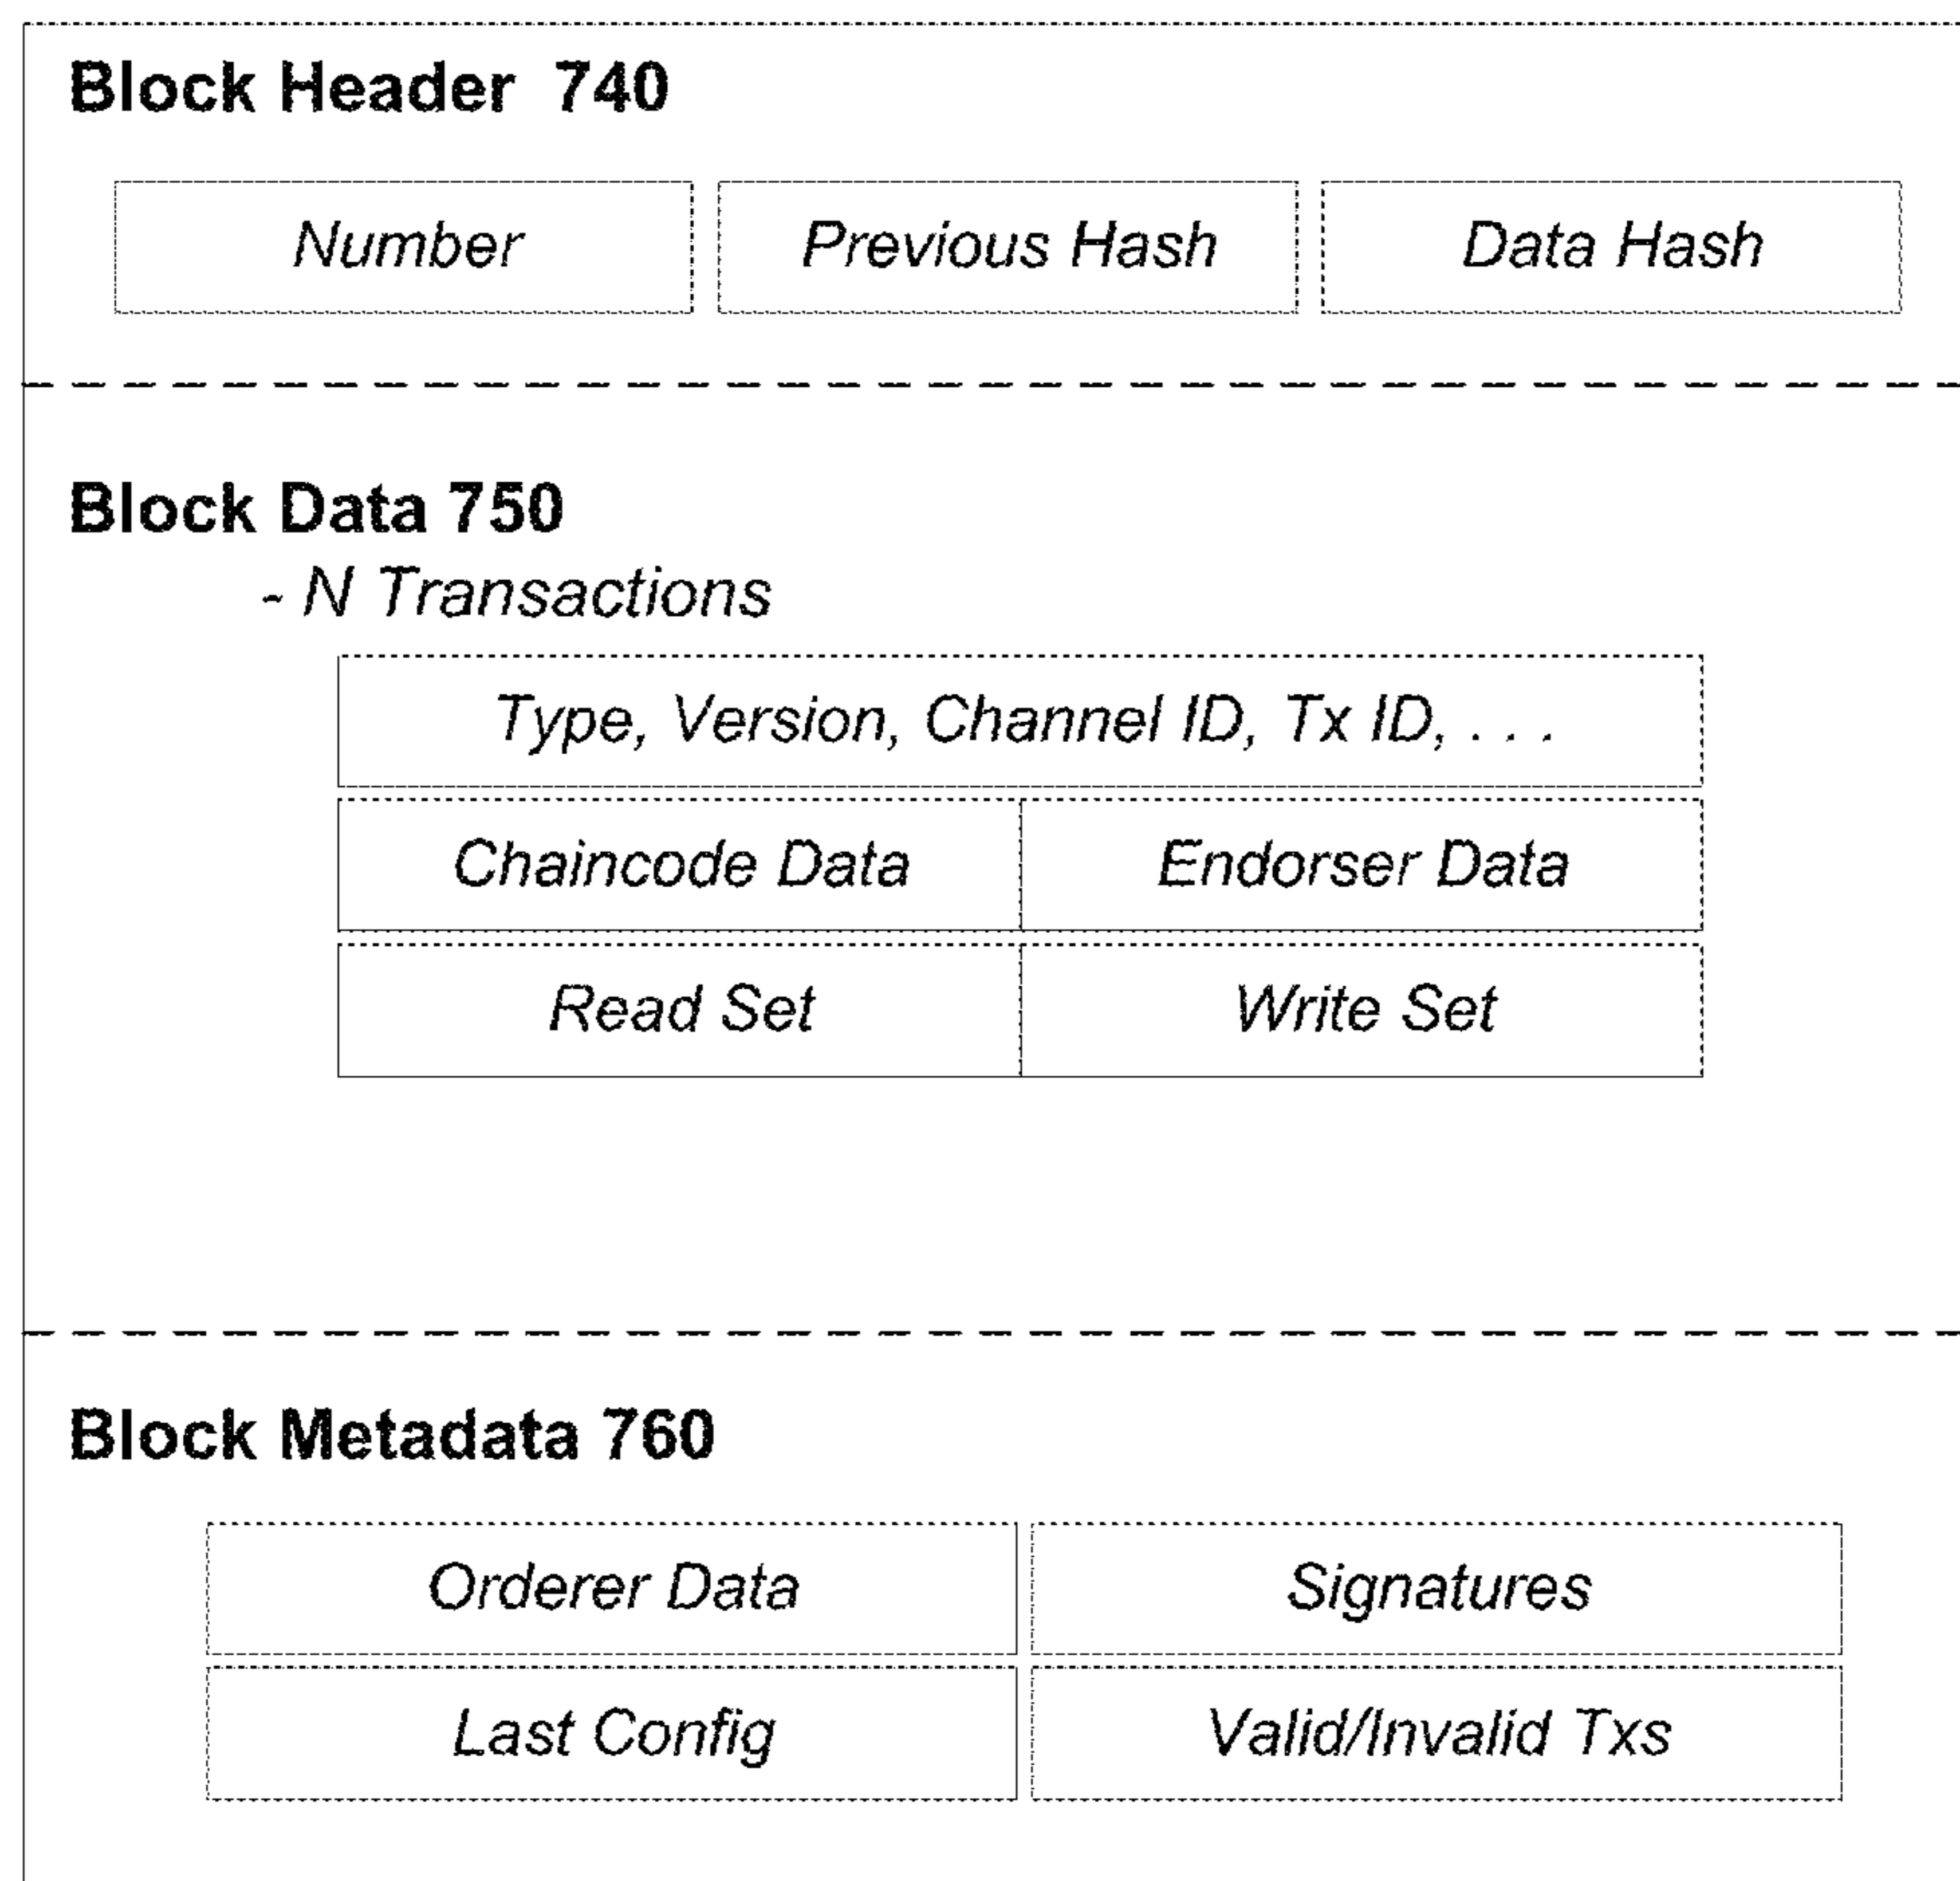 Block Header 740
Number Previous Hash Data Hash
Block Data 750
- N Transactions
Type, Version, Channel ID, Tx ID, . . .
Chaincode Data Endorser Data
Read Set Write Set
Block Metadata 760
Orderer Data Signatures
Last Config Valid/Invalid Txs